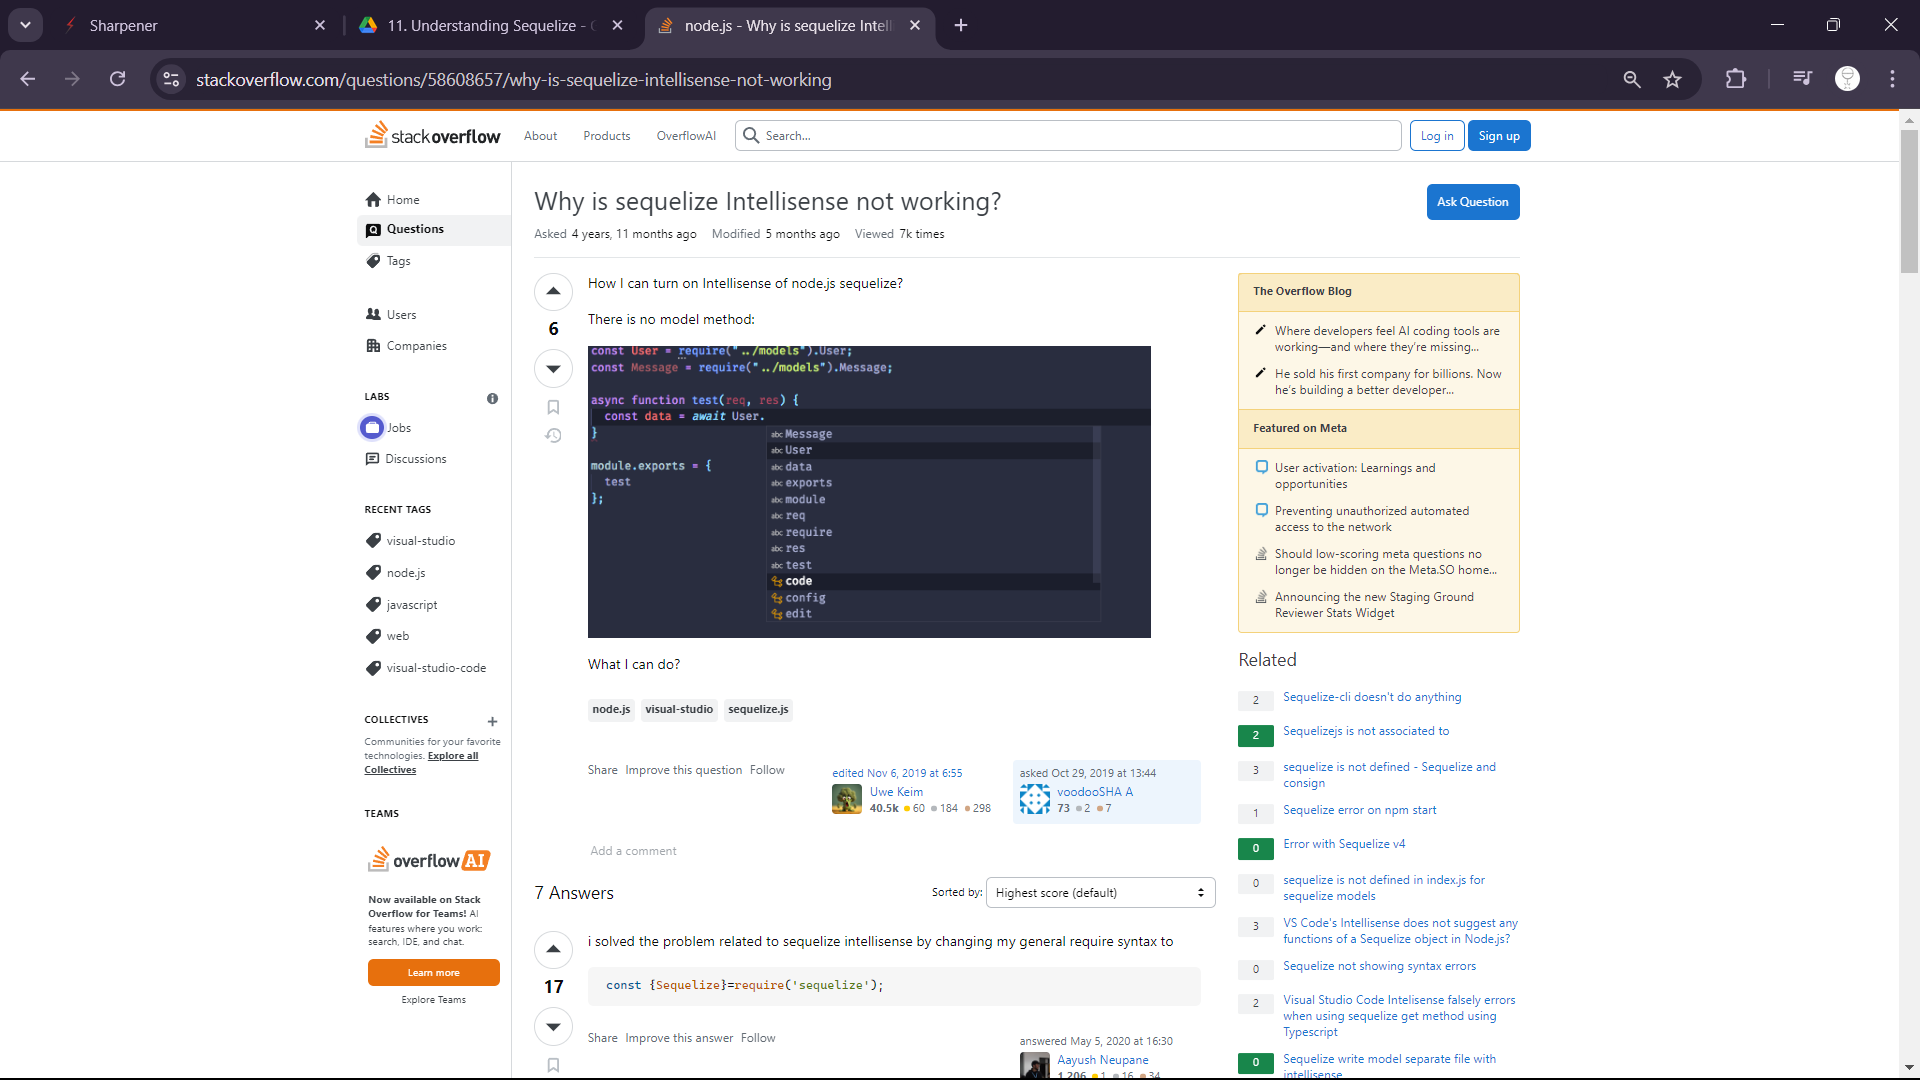 Sharpener
11. Understanding Sequelize -
node.js - Why is sequelize Intell
stackoverflow.com/questions/58608657/why-is-sequelize-intellisense-not-working
stackoverflow
About
Products
OverflowAI
Search...
Log in
Sign up
Home
Questions
Tags
Users
Companies
LABS
Jobs
Discussions
RECENT TAGS
visual-studio
node.js
javascript
web
visual-studio-code
COLLECTIVES
Communities for your favorite
technologies. Explore all
Collectives
TEAMS
overflowAI
Now available on Stack
Overflow for Teams! AI
features where you work:
search, IDE, and chat.
Learn more
Explore Teams
Why is sequelize Intellisense not working?
Ask Question
Asked 4 years, 11 months ago
Modified 5 months ago
Viewed 7k times
6
How I can turn on Intellisense of node.js sequelize?
There is no model method:
const User = require("../models").User;
const Message = require("../models").Message;
async function test(req, res) {
const data = await User.
}
module.exports = {
test
};
abc Message
abc User
abc data
abc exports
abc module
abc req
abc require
abc res
abc test
code
config
edit
What I can do?
node.js
visual-studio
sequelize.js
Share Improve this question Follow
edited Nov 6, 2019 at 6:55
Uwe Keim
40.5k 60 184 298
asked Oct 29, 2019 at 13:44
voodooSHA A
73 2 7
Add a comment
7 Answers
Sorted by:
Highest score (default)
17
i solved the problem related to sequelize intellisense by changing my general require syntax to
const {Sequelize}=require('sequelize');
Share Improve this answer Follow
answered May 5, 2020 at 16:30
Aayush Neupane
1,206 1 16 34
The Overflow Blog
Where developers feel AI coding tools are
working—and where they're missing...
He sold his first company for billions. Now
he's building a better developer...
Featured on Meta
User activation: Learnings and
opportunities
Preventing unauthorized automated
access to the network
Should low-scoring meta questions no
longer be hidden on the Meta.SO home...
Announcing the new Staging Ground
Reviewer Stats Widget
Related
2 Sequelize-cli doesn't do anything
2 Sequelizejs is not associated to
3 sequelize is not defined - Sequelize and
consign
1 Sequelize error on npm start
0 Error with Sequelize v4
0 sequelize is not defined in index.js for
sequelize models
3 VS Code's Intellisense does not suggest any
functions of a Sequelize object in Node.js?
0 Sequelize not showing syntax errors
2 Visual Studio Code Intelisense falsely errors
when using sequelize get method using
Typescript
0 Sequelize write model separate file with
intellisense